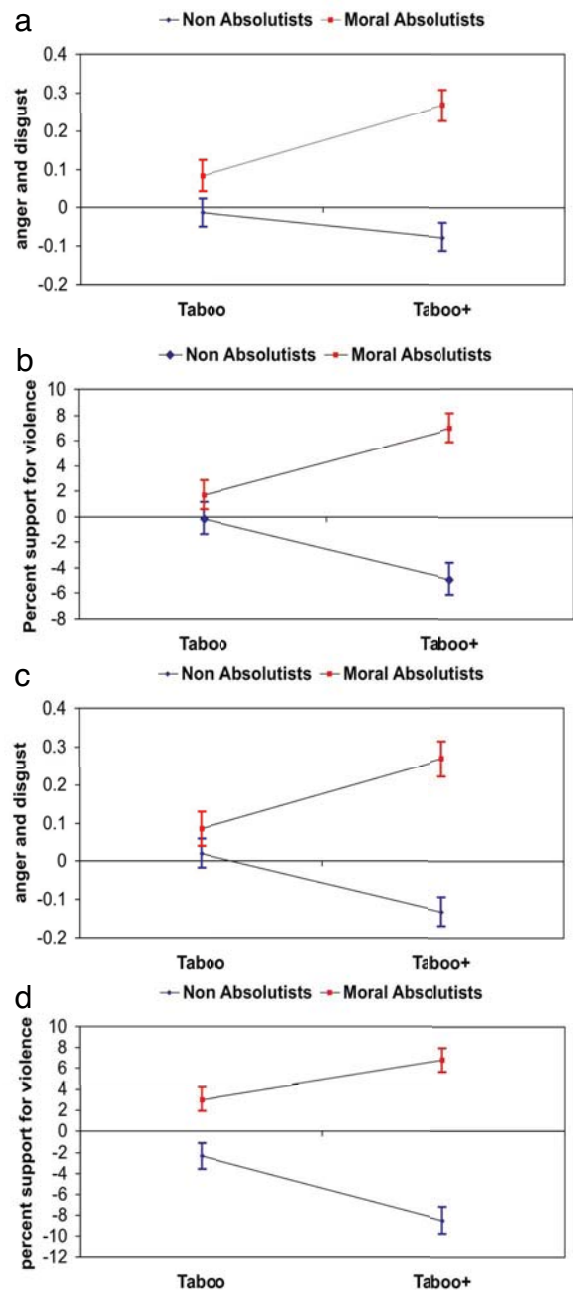 a
Non Absolutists Moral Absolutists
anger and disgust
0.4
0.3
0.2
0.1
0
-0.1
-0.2
Taboo Taboo+
b
Non Absolutists Moral Absolutists
Percent support for violence
10
8
6
4
2
0
-2
-4
-6
-8
Taboo Taboo+
c
Non Absolutists Moral Absolutists
anger and disgust
0.4
0.3
0.2
0.1
0
-0.1
-0.2
Taboo Taboo+
d
Non Absolutists Moral Absolutists
percent support for violence
10
8
6
4
2
0
-2
-4
-6
-8
-10
-12
Taboo Taboo+